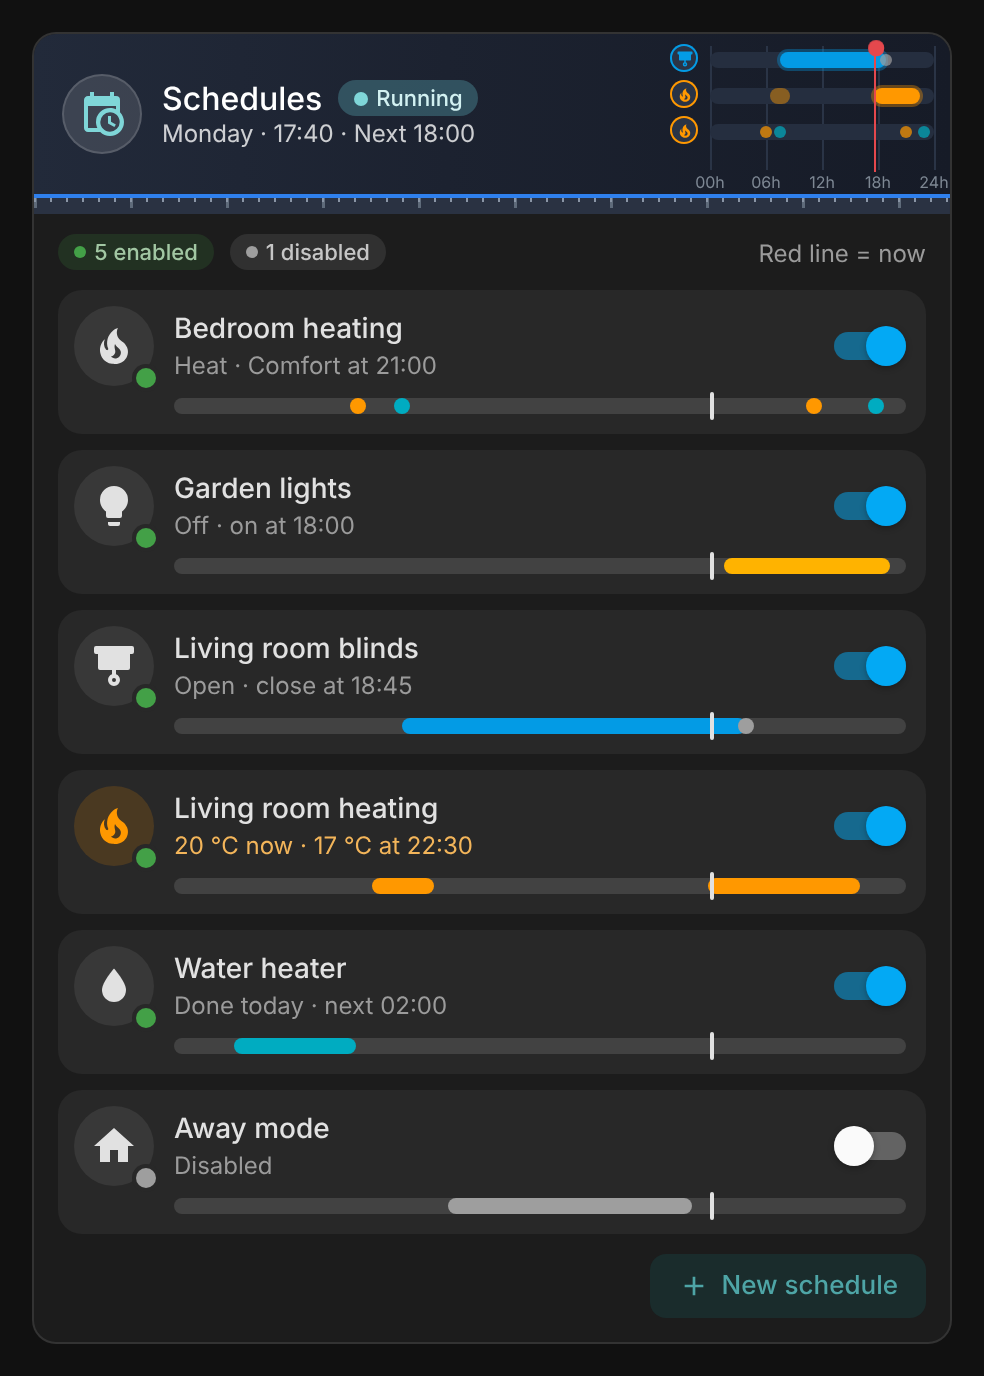 Schedules
Running
Monday · 17:40 · Next 18:00
00h 06h 12h 18h 24h
5 enabled
1 disabled
Red line = now
Bedroom heating
Heat · Comfort at 21:00
Garden lights
Off · on at 18:00
Living room blinds
Open · close at 18:45
Living room heating
20 °C now · 17 °C at 22:30
Water heater
Done today · next 02:00
Away mode
Disabled
+ New schedule